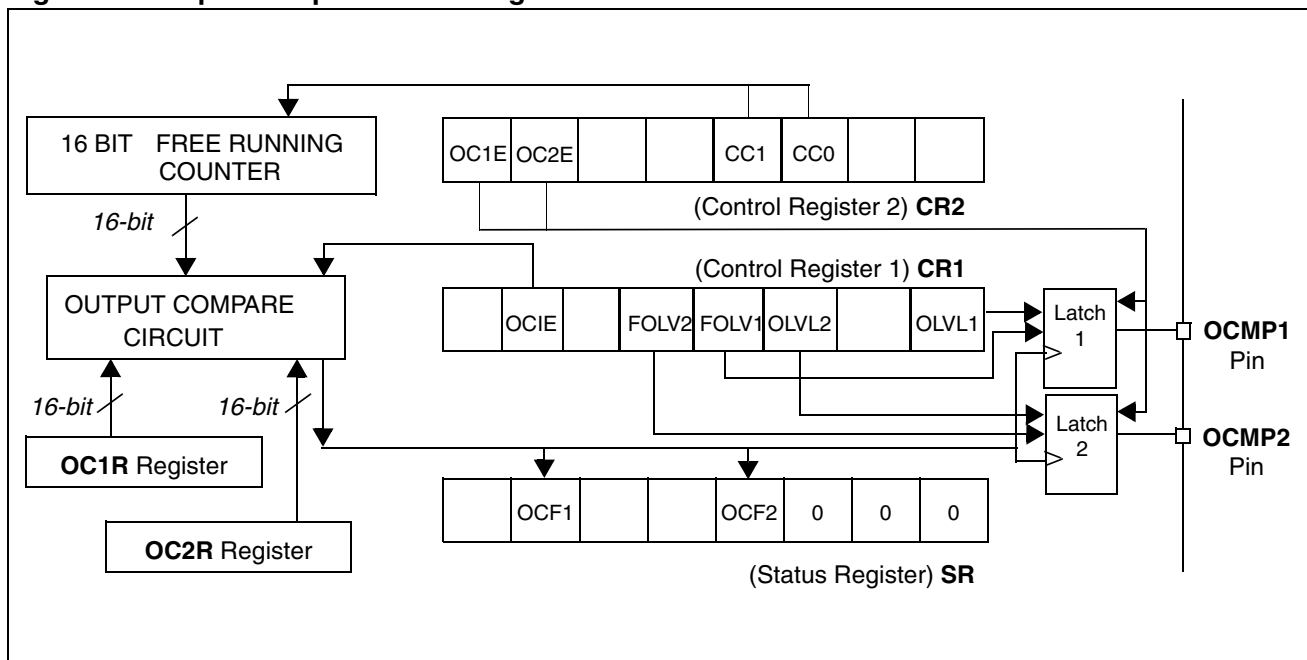 16 BIT FREE RUNNING
COUNTER
OC1E OC2E CC1 CC0
(Control Register 2) CR2
16-bit
(Control Register 1) CR1
OUTPUT COMPARE
CIRCUIT
OCIE FOLV2 FOLV1 OLVL2 OLVL1
Latch
1
OCMP1
Pin
16-bit
16-bit
Latch
2
OCMP2
Pin
OC1R Register
OCF1 OCF2 0 0 0
OC2R Register
(Status Register) SR